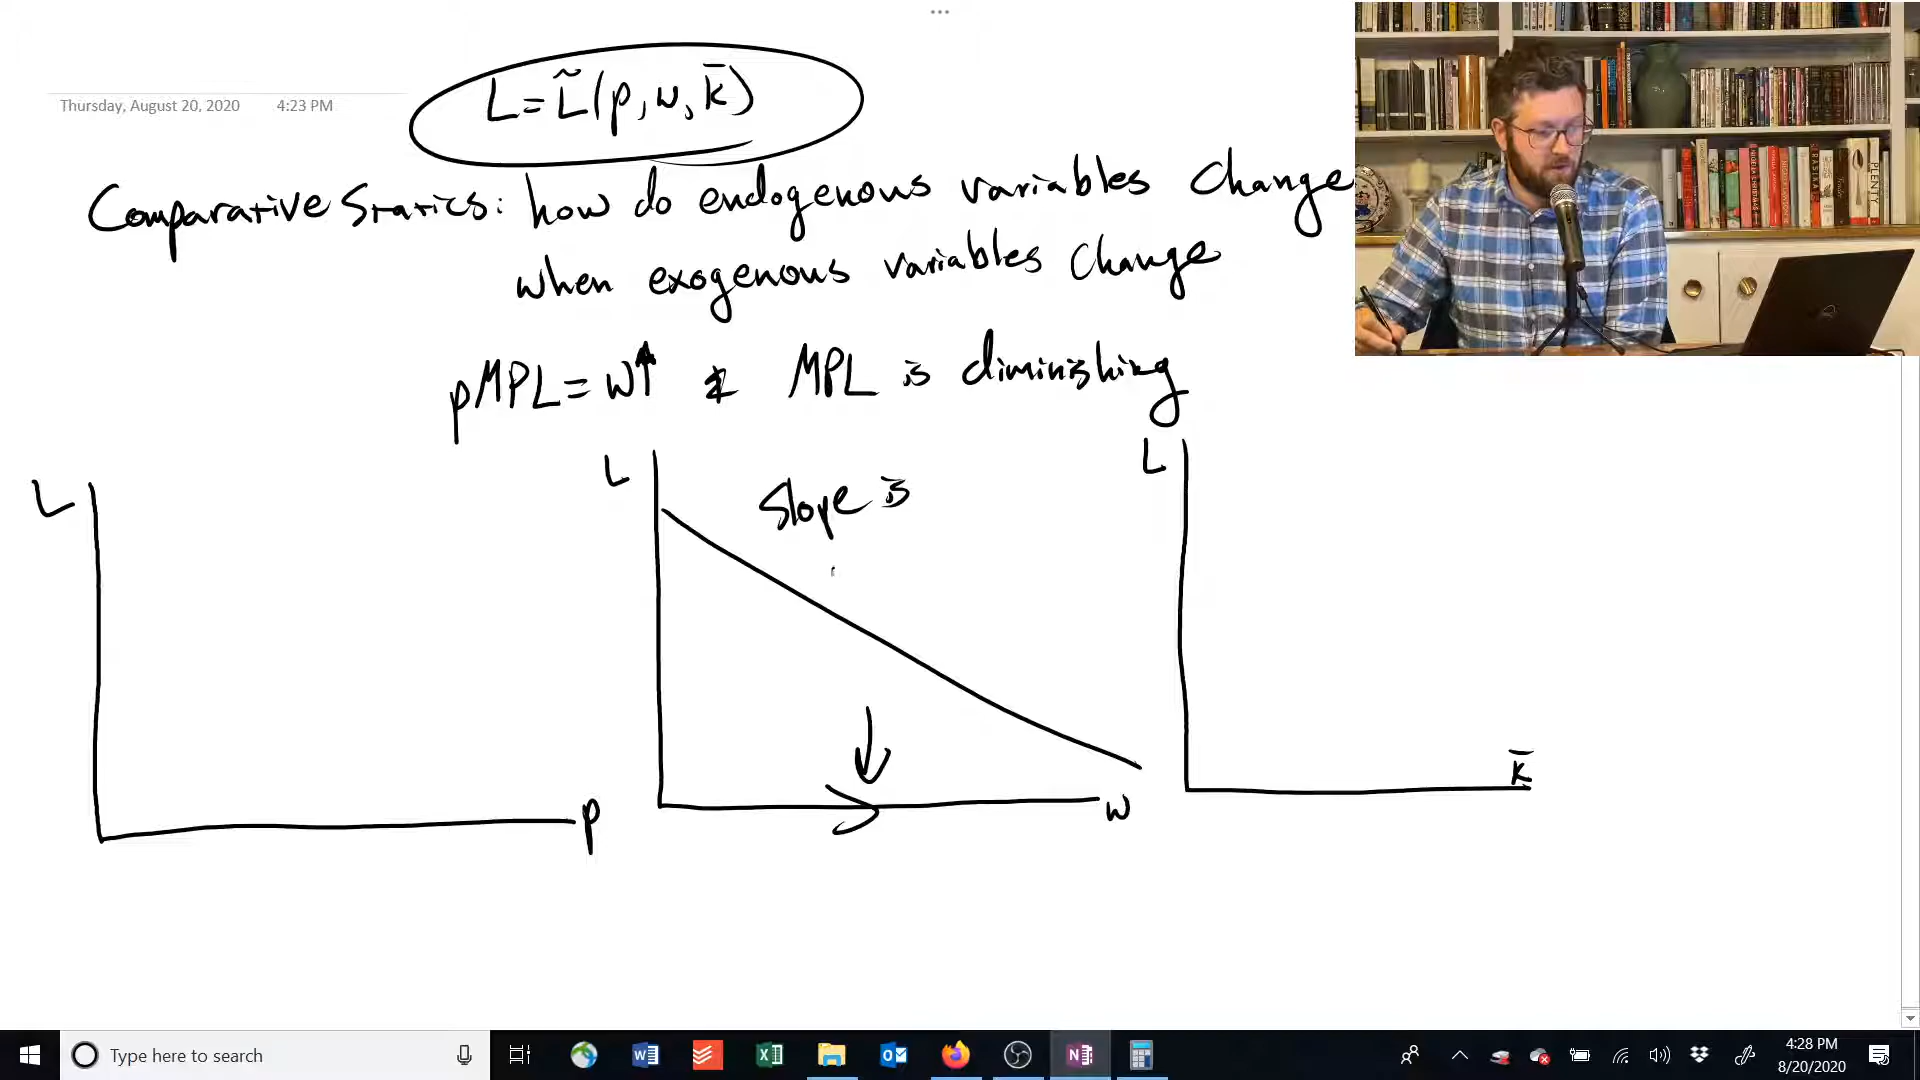 Thursday, August 20, 2020 4:23 PM
L = L̃(p, w, k̄)
Comparative Statics: how do endogenous variables change
when exogenous variables change
pMPL = w↑ & MPL is diminishing
L
L
L
Slope is
p
w
k̄
Type here to search
4:28 PM
8/20/2020